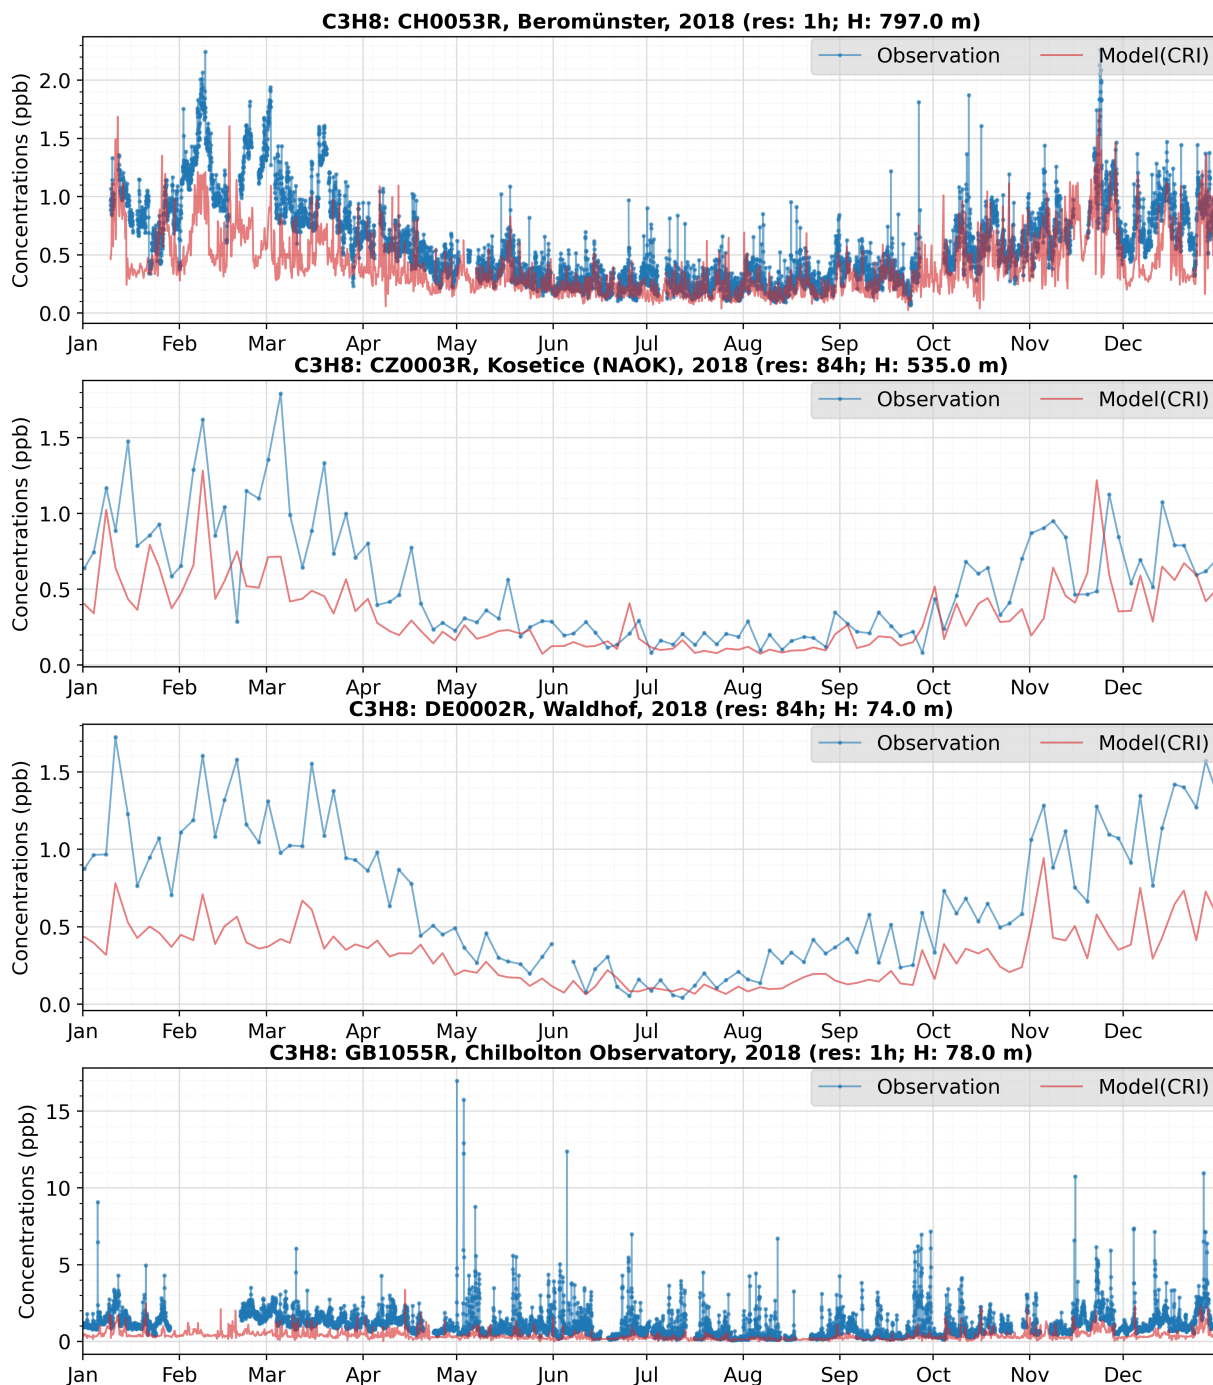 C3H8: CH0053R, Beromünster, 2018 (res: 1h; H: 797.0 m)
Observation Model(CRI)
Concentrations (ppb)
2.0
1.5
1.0
0.5
0.0
Jan Feb Mar Apr May Jun Jul Aug Sep Oct Nov Dec
C3H8: CZ0003R, Kosetice (NAOK), 2018 (res: 84h; H: 535.0 m)
Observation Model(CRI)
Concentrations (ppb)
1.5
1.0
0.5
0.0
Jan Feb Mar Apr May Jun Jul Aug Sep Oct Nov Dec
C3H8: DE0002R, Waldhof, 2018 (res: 84h; H: 74.0 m)
Observation Model(CRI)
Concentrations (ppb)
1.5
1.0
0.5
0.0
Jan Feb Mar Apr May Jun Jul Aug Sep Oct Nov Dec
C3H8: GB1055R, Chilbolton Observatory, 2018 (res: 1h; H: 78.0 m)
Observation Model(CRI)
Concentrations (ppb)
15
10
5
0
Jan Feb Mar Apr May Jun Jul Aug Sep Oct Nov Dec